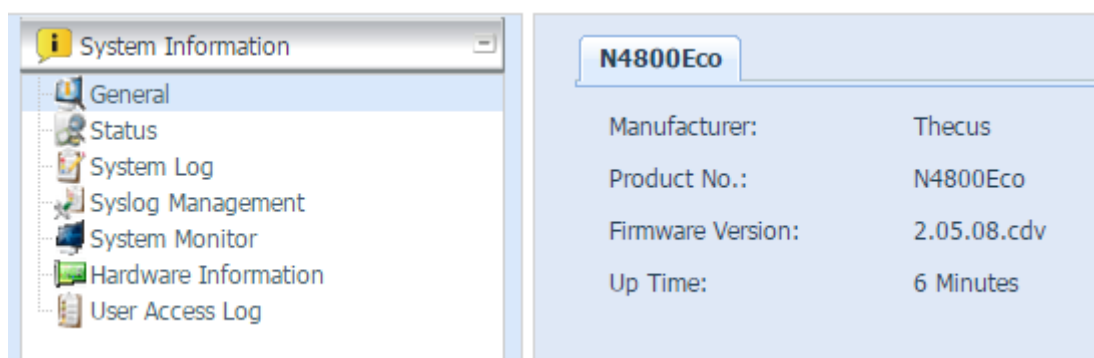 System Information
General
Status
System Log
Syslog Management
System Monitor
Hardware Information
User Access Log
N4800Eco
Manufacturer: Thecus
Product No.: N4800Eco
Firmware Version: 2.05.08.cdv
Up Time: 6 Minutes